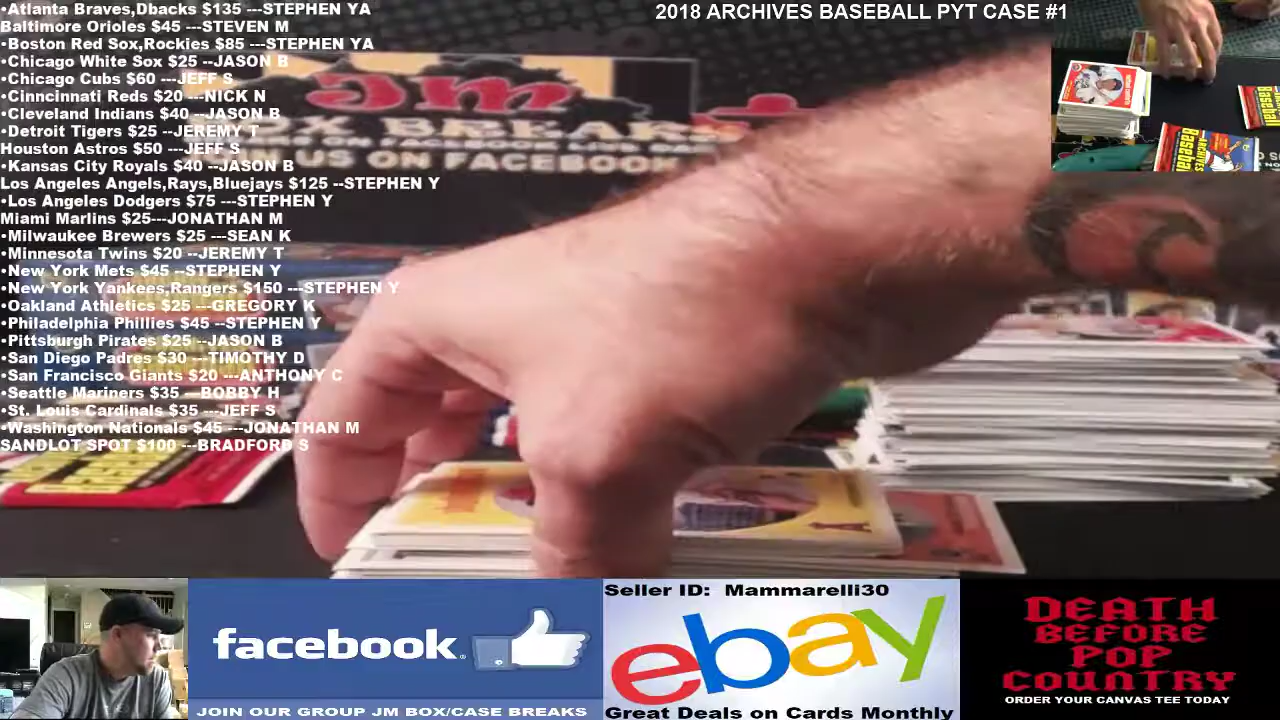 •Atlanta Braves,Dbacks $135 ---STEPHEN YA
Baltimore Orioles $45 ---STEVEN M
•Boston Red Sox,Rockies $85 ---STEPHEN YA
•Chicago White Sox $25 --JASON B
•Chicago Cubs $60 ---JEFF S
•Cinncinnati Reds $20 ---NICK N
•Cleveland Indians $40 --JASON B
•Detroit Tigers $25 --JEREMY T
Houston Astros $50 ---JEFF S
•Kansas City Royals $40 --JASON B
Los Angeles Angels,Rays,Bluejays $125 --STEPHEN Y
•Los Angeles Dodgers $75 ---STEPHEN Y
Miami Marlins $25---JONATHAN M
•Milwaukee Brewers $25 ---SEAN K
•Minnesota Twins $20 --JEREMY T
•New York Mets $45 --STEPHEN Y
•New York Yankees,Rangers $150 ---STEPHEN Y
•Oakland Athletics $25 ---GREGORY K
•Philadelphia Phillies $45 --STEPHEN Y
•Pittsburgh Pirates $25 ---JASON B
•San Diego Padres $30 ---TIMOTHY D
•San Francisco Giants $20 ---ANTHONY C
•Seattle Mariners $35 ---BOBBY H
•St. Louis Cardinals $35 ---JEFF S
•Washington Nationals $45 ---JONATHAN M
SANDLOT SPOT $100 ---BRADFORD S
2018 ARCHIVES BASEBALL PYT CASE #1
Jm
BOX BREAKS
ON FACEBOOK LIVE
US ON FACEBOOK
Baseball
Baseball
facebook
JOIN OUR GROUP JM BOX/CASE BREAKS
Seller ID: Mammarelli30
ebay
Great Deals on Cards Monthly
DEATH
BEFORE
POP
COUNTRY
ORDER YOUR CANVAS TEE TODAY